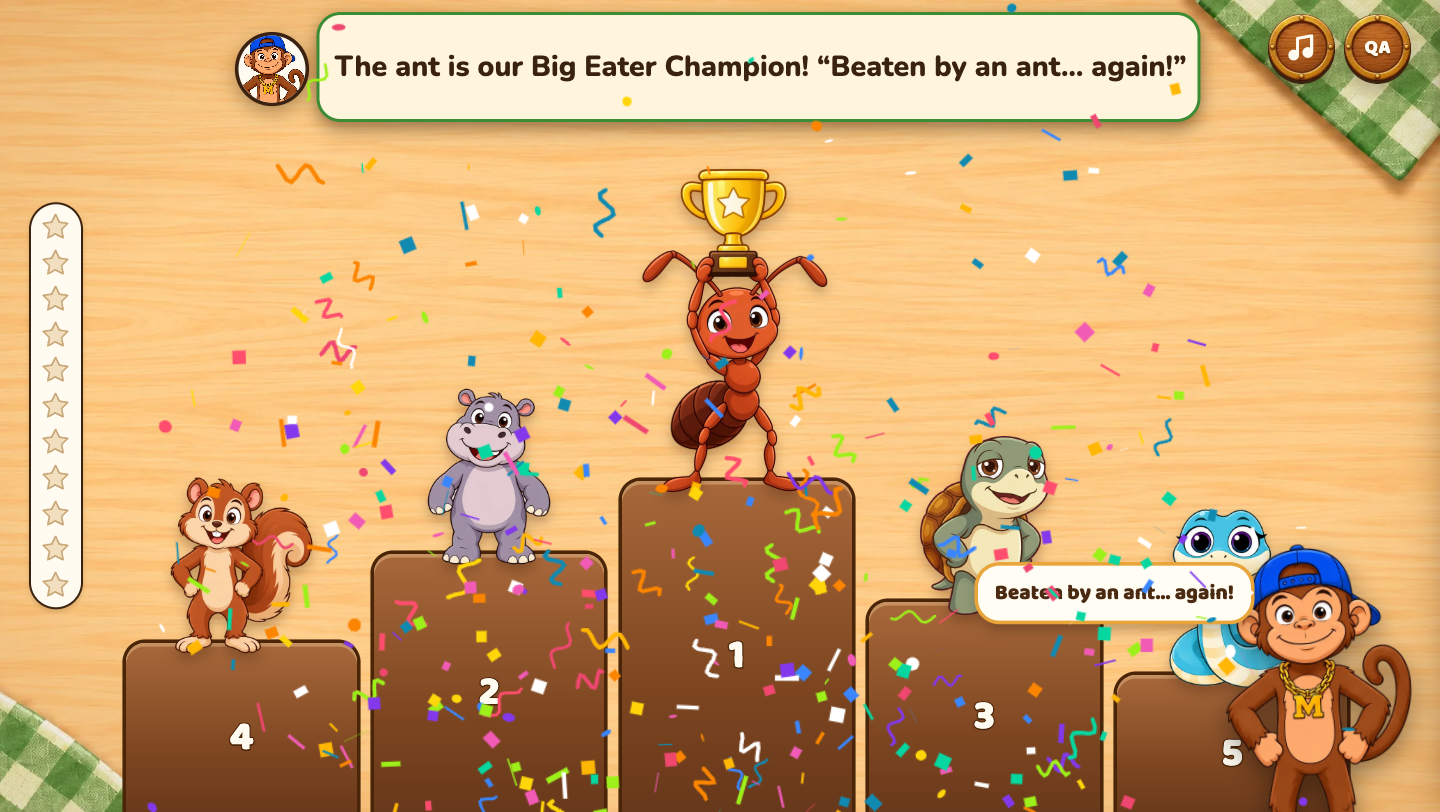 The ant is our Big Eater Champion! “Beaten by an ant... again!”
QA
Beaten by an ant... again!
1
2
3
4
5
M